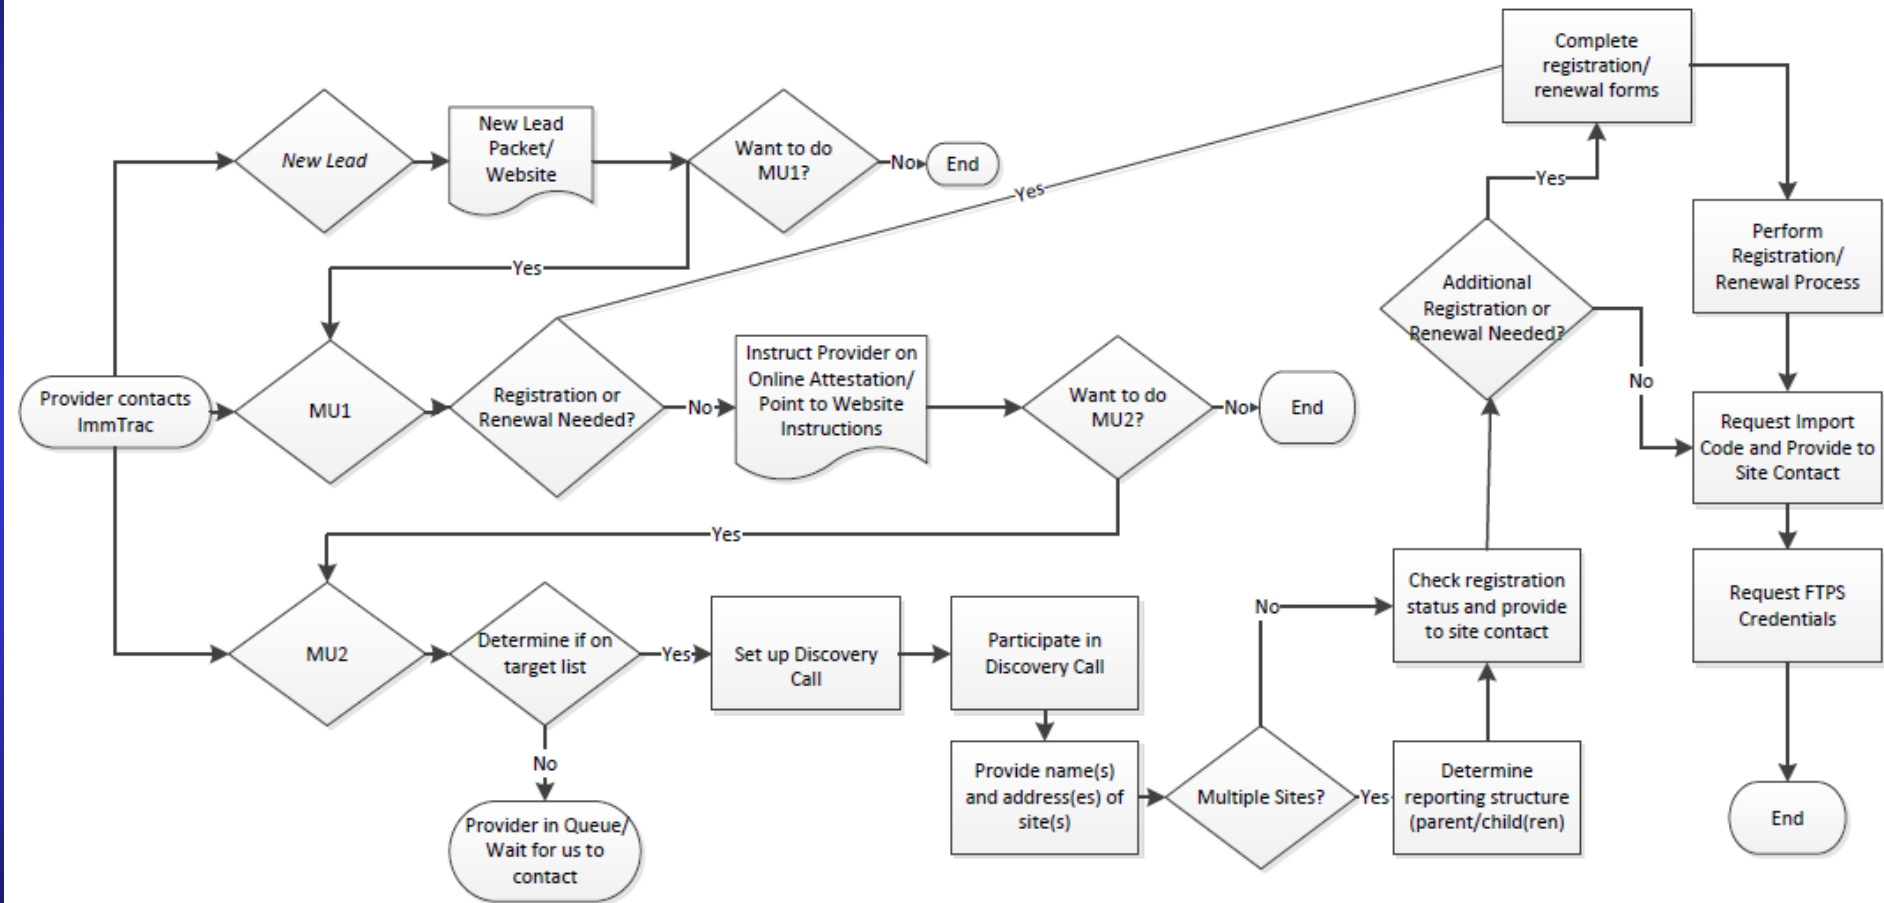 Complete
registration/
renewal forms
New Lead
New Lead
Packet/
Website
Want to do
MU1?
No
End
Yes
Yes
Yes
Perform
Registration/
Renewal Process
Additional
Registration or
Renewal Needed?
No
Provider contacts
ImmTrac
MU1
Registration or
Renewal Needed?
No
Instruct Provider on
Online Attestation/
Point to Website
Instructions
Want to do
MU2?
No
End
Request Import
Code and Provide to
Site Contact
Yes
MU2
Determine if on
target list
Yes
Set up Discovery
Call
Participate in
Discovery Call
No
Check registration
status and provide
to site contact
Request FTPS
Credentials
No
Provider in Queue/
Wait for us to
contact
Provide name(s)
and address(es) of
site(s)
Multiple Sites?
Yes
Determine
reporting structure
(parent/child(ren)
End